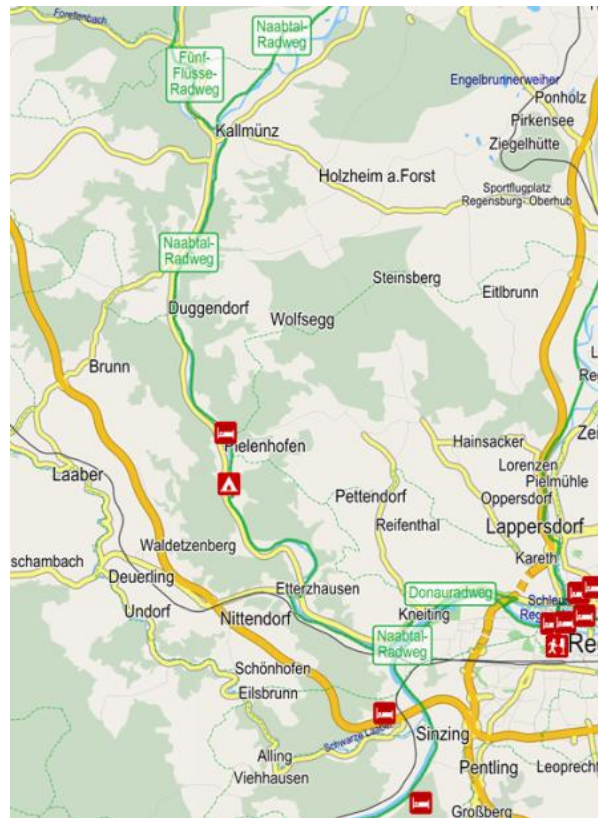 Forellenbach
Naabtal-
Radweg
Fünf-
Flüsse-
Radweg
Engelbrunnerweiher
Ponholz
Pirkensee
Kallmünz
Ziegelhütte
Holzheim a.Forst
Sportflugplatz
Regensburg- Oberhub
Naabtal-
Radweg
Steinsberg
Eitlbrunn
Duggendorf
Wolfsegg
Brunn
Hainsacker
Pielenhofen
Lorenzen
Pielmühle
Laaber
Pettendorf
Oppersdorf
Reifenthal
Lappersdorf
Waldetzenberg
Kareth
schambach
Deuerling
Etterzhausen
Donauradweg
Undorf
Nittendorf
Kneiting
Naabtal-
Radweg
Schönhofen
Eilsbrunn
Sinzing
Alling
Viehhausen
Pentling
Leoprecht
Großberg